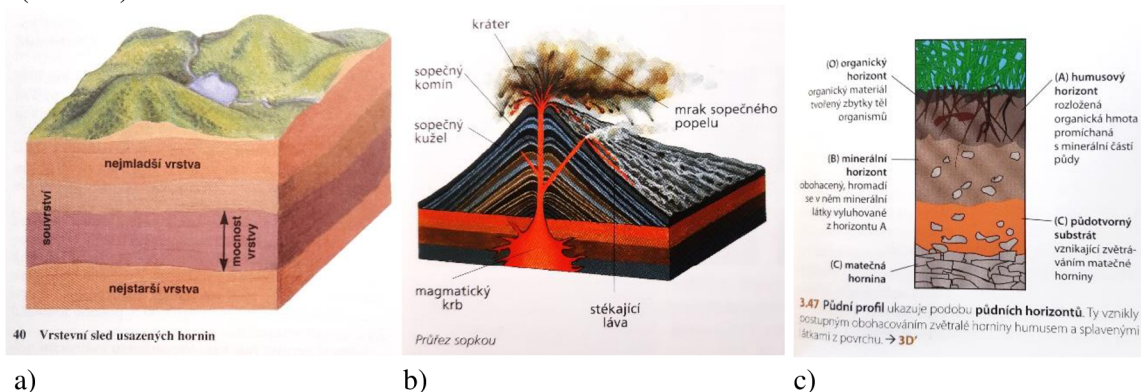 nejmladší vrstva
souvrství
mocnost
vrstvy
nejstarší vrstva
40 Vrstevní sled usazených hornin
a)
kráter
sopečný
komín
sopečný
kužel
mrak sopečného
popelu
magmatický
krb
stékající
láva
Průřez sopkou
b)
(O) organický
horizont
organický materiál
tvořený zbytky těl
organismů
(B) minerální
horizont
obohacený, hromadí
se v něm minerální
látky vyluhované
z horizontu A
(C) matečná
hornina
(A) humusový
horizont
rozložená
organická hmota
promíchaná
s minerální částí
půdy
(C) půdotvorný
substrát
vznikající zvětrá-
váním matečné
horniny
3.47 Půdní profil ukazuje podobu půdních horizontů. Ty vznikly
postupným obohacováním zvětralé horniny humusem a splavenými
látkami z povrchu. → 3D'
c)